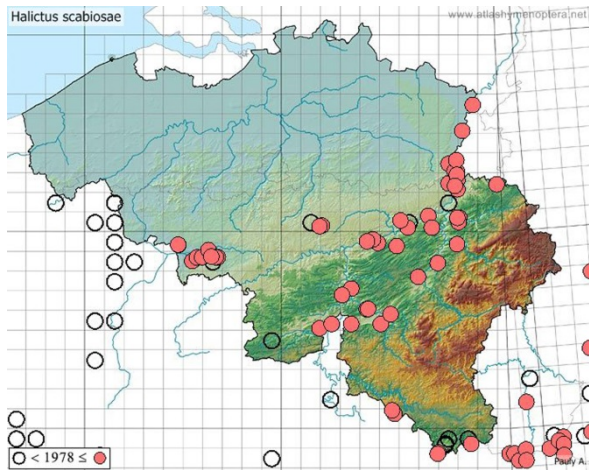 Halictus scabiosae
www.atlashymenoptera.net
< 1978 ≤
Pauly A.